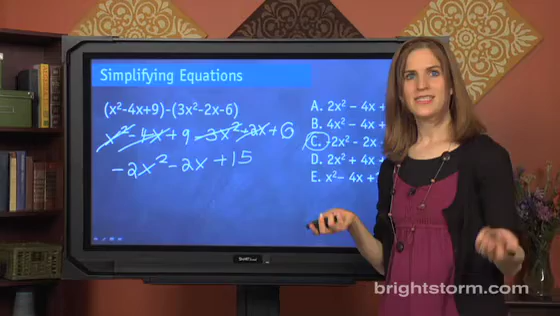 Simplifying Equations
(x²-4x+9)-(3x²-2x-6)
x²-4x+9-3x²+2x+6
-2x²-2x+15
A. 2x² - 4x +
B. 4x² - 4x +
C. -2x² - 2x
D. 2x² + 4x +
E. x² - 4x +
brightstorm.com